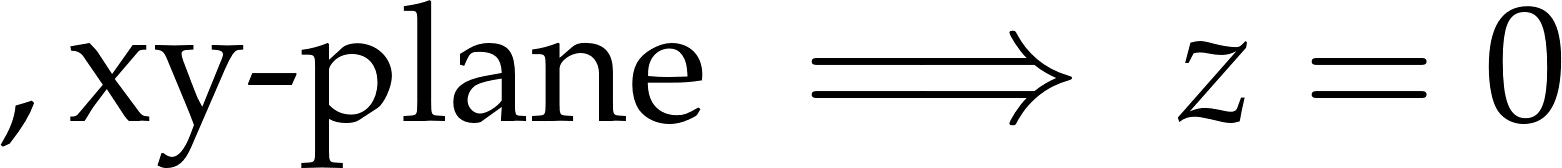 , xy-plane ⟹ z = 0